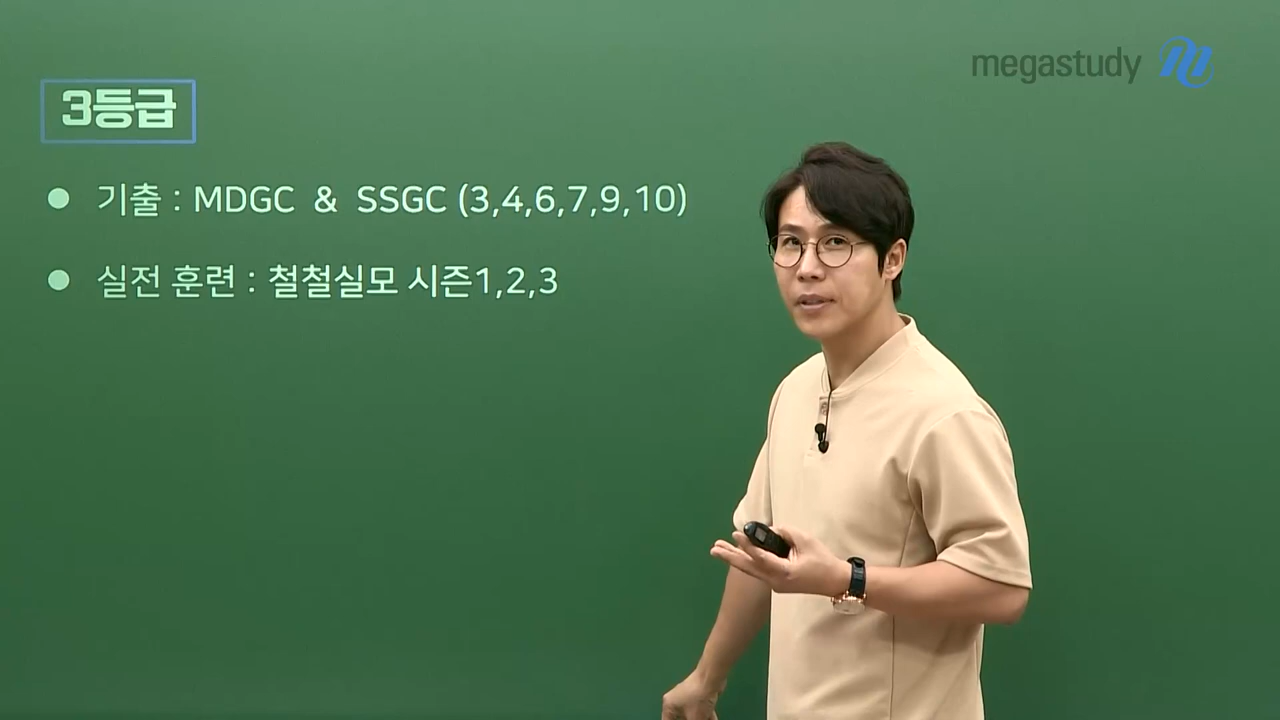 megastudy
3등급
기출 : MDGC & SSGC (3,4,6,7,9,10)
실전 훈련 : 철철실모 시즌1,2,3